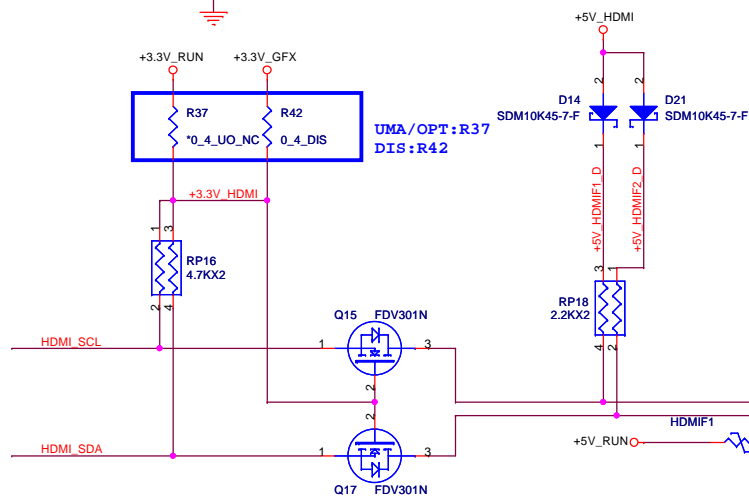 +5V_HDMI
+3.3V_RUN +3.3V_GFX
2 2
D14 D21
SDM10K45-7-F SDM10K45-7-F
R37 R42
*0_4_UO_NC 0_4_DIS
UMA/OPT:R37
DIS:R42
1 1
+5V_HDMIF1_D +5V_HDMIF2_D
+3.3V_HDMI
1 3
RP16
4.7KX2
2 4
3 1
RP18
2.2KX2
4 2
Q15 FDV301N
HDMI_SCL 1 3
2
2
HDMIF1
+5V_RUN
HDMI_SDA 1 3
Q17 FDV301N